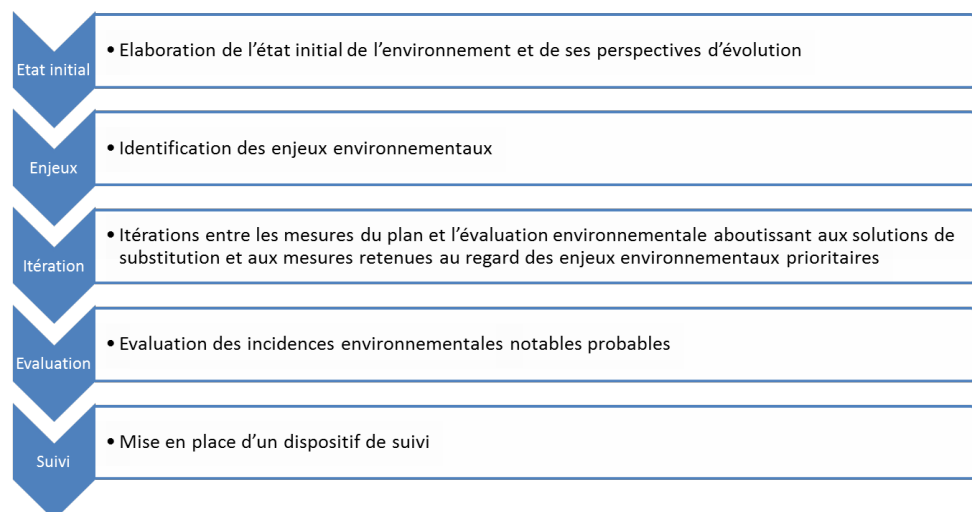 Etat initial
• Elaboration de l'état initial de l'environnement et de ses perspectives d'évolution
Enjeux
• Identification des enjeux environnementaux
Itération
• Itérations entre les mesures du plan et l'évaluation environnementale aboutissant aux solutions de
substitution et aux mesures retenues au regard des enjeux environnementaux prioritaires
Evaluation
• Evaluation des incidences environnementales notables probables
Suivi
• Mise en place d'un dispositif de suivi